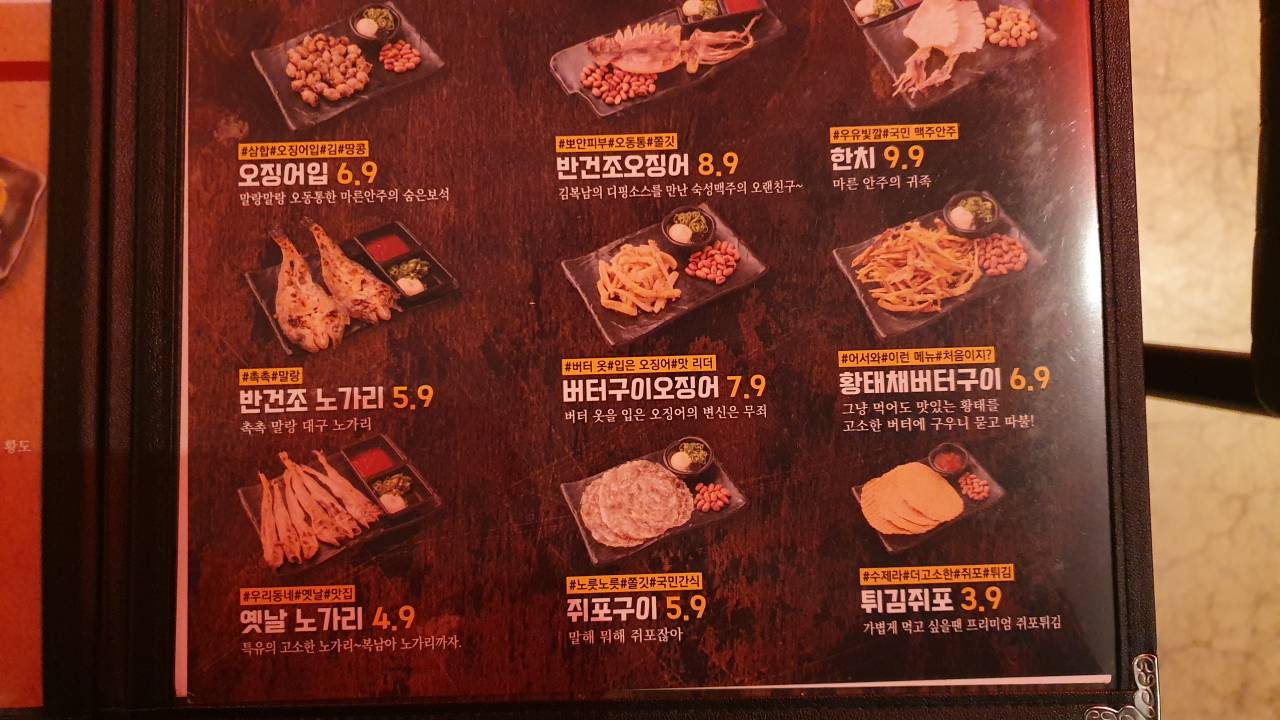 #삼합#오징어입#김#땅콩
오징어입 6.9
말랑말랑 오동통한 마른안주의 숨은보석
#뽀얀피부#오동통#쫄깃
반건조오징어 8.9
김복남의 디핑소스를 만난 숙성맥주의 오랜친구~
#우유빛깔#국민 맥주안주
한치 9.9
마른 안주의 귀족
#촉촉#말랑
반건조 노가리 5.9
촉촉 말랑 대구 노가리
#버터 옷#입은 오징어#맛 리더
버터구이오징어 7.9
버터 옷을 입은 오징어의 변신은 무죄
#어서와#이런 메뉴#처음이지?
황태채버터구이 6.9
그냥 먹어도 맛있는 황태를
고소한 버터에 구우니 묻고 따블!
황도
#우리동네#옛날#맛집
옛날 노가리 4.9
특유의 고소한 노가리~복남아 노가리까자.
#노릇노릇#쫄깃#국민간식
쥐포구이 5.9
말해 뭐해 쥐포잖아
#수제라#더고소한#쥐포#튀김
튀김쥐포 3.9
가볍게 먹고 싶을땐 프리미엄 쥐포튀김